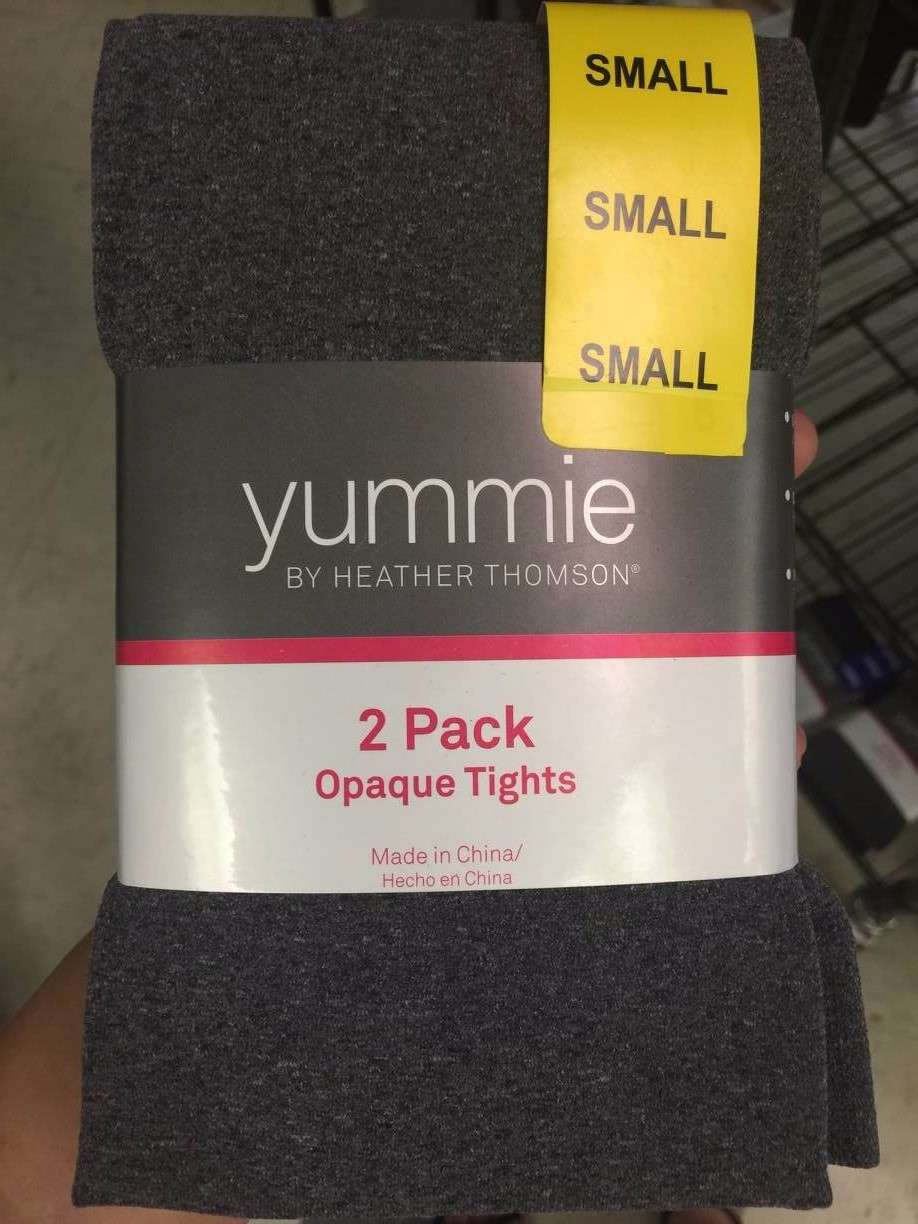 SMALL
SMALL
SMALL
yummie
BY HEATHER THOMSON®
2 Pack
Opaque Tights
Made in China/
Hecho en China